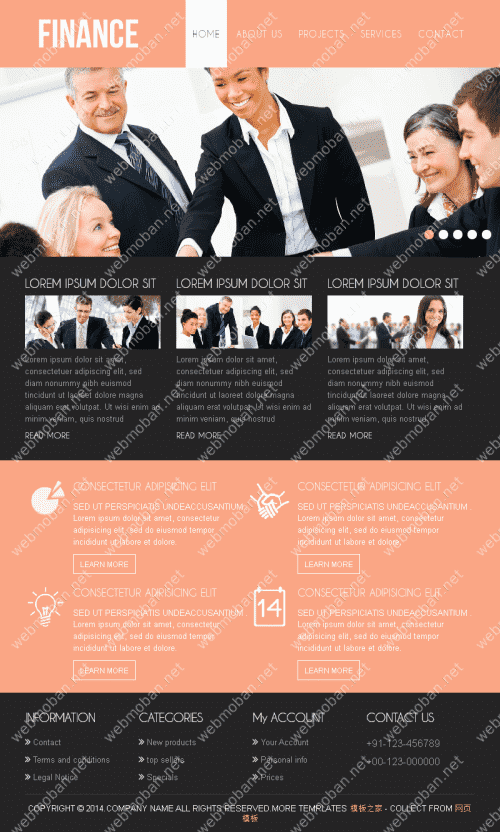 FINANCE
HOME ABOUT US PROJECTS SERVICES CONTACT
LOREM IPSUM DOLOR SIT
Lorem ipsum dolor sit amet,
consectetur adipiscing elit, sed
diam nonummy nibh euismod
tincidunt ut laoreet dolore magna
aliquam erat volutpat. Ut wisi enim ad
minim veniam, quis nostrud
READ MORE
LOREM IPSUM DOLOR SIT
Lorem ipsum dolor sit amet,
consectetur adipiscing elit, sed
diam nonummy nibh euismod
tincidunt ut laoreet dolore magna
aliquam erat volutpat. Ut wisi enim ad
minim veniam, quis nostrud
READ MORE
LOREM IPSUM DOLOR SIT
Lorem ipsum dolor sit amet,
consectetur adipiscing elit, sed
diam nonummy nibh euismod
tincidunt ut laoreet dolore magna
aliquam erat volutpat. Ut wisi enim ad
minim veniam, quis nostrud
READ MORE
CONSECTETUR ADIPISICING ELIT
SED UT PERSPICIATIS UNDEACCUSANTIUM .
Lorem ipsum dolor sit amet, consectetur
adipisicing elit, sed do eiusmod tempor
incididunt ut labore et dolore.
LEARN MORE
CONSECTETUR ADIPISICING ELIT
SED UT PERSPICIATIS UNDEACCUSANTIUM .
Lorem ipsum dolor sit amet, consectetur
adipisicing elit, sed do eiusmod tempor
incididunt ut labore et dolore.
LEARN MORE
CONSECTETUR ADIPISICING ELIT
SED UT PERSPICIATIS UNDEACCUSANTIUM .
Lorem ipsum dolor sit amet, consectetur
adipisicing elit, sed do eiusmod tempor
incididunt ut labore et dolore.
LEARN MORE
14
CONSECTETUR ADIPISICING ELIT
SED UT PERSPICIATIS UNDEACCUSANTIUM .
Lorem ipsum dolor sit amet, consectetur
adipisicing elit, sed do eiusmod tempor
incididunt ut labore et dolore.
LEARN MORE
INFORMATION
Contact
Terms and conditions
Legal Notice
CATEGORIES
New products
top sellers
Specials
My ACCOUNT
Your Account
Personal info
Prices
CONTACT US
+91-123-456789
+00-123-000000
COPYRIGHT © 2014.COMPANY NAME ALL RIGHTS RESERVED.MORE TEMPLATES 模板之家 - COLLECT FROM 网页
模板
webmoban.net